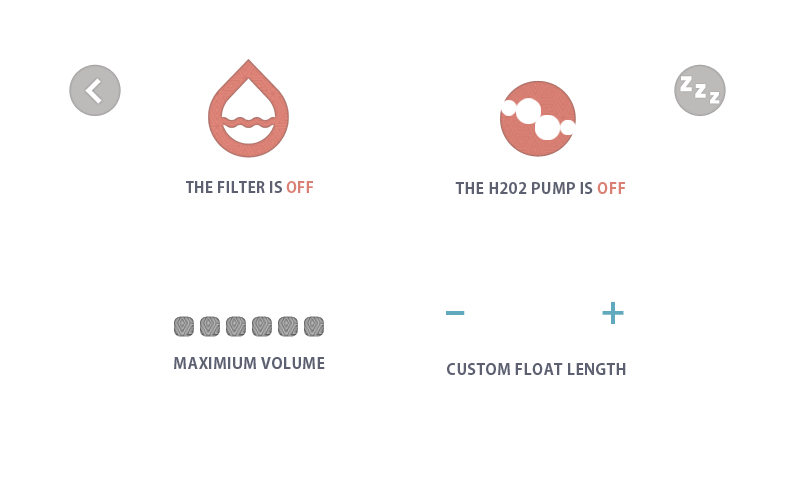 zzz
THE FILTER IS OFF
THE H202 PUMP IS OFF
MAXIMIUM VOLUME
CUSTOM FLOAT LENGTH